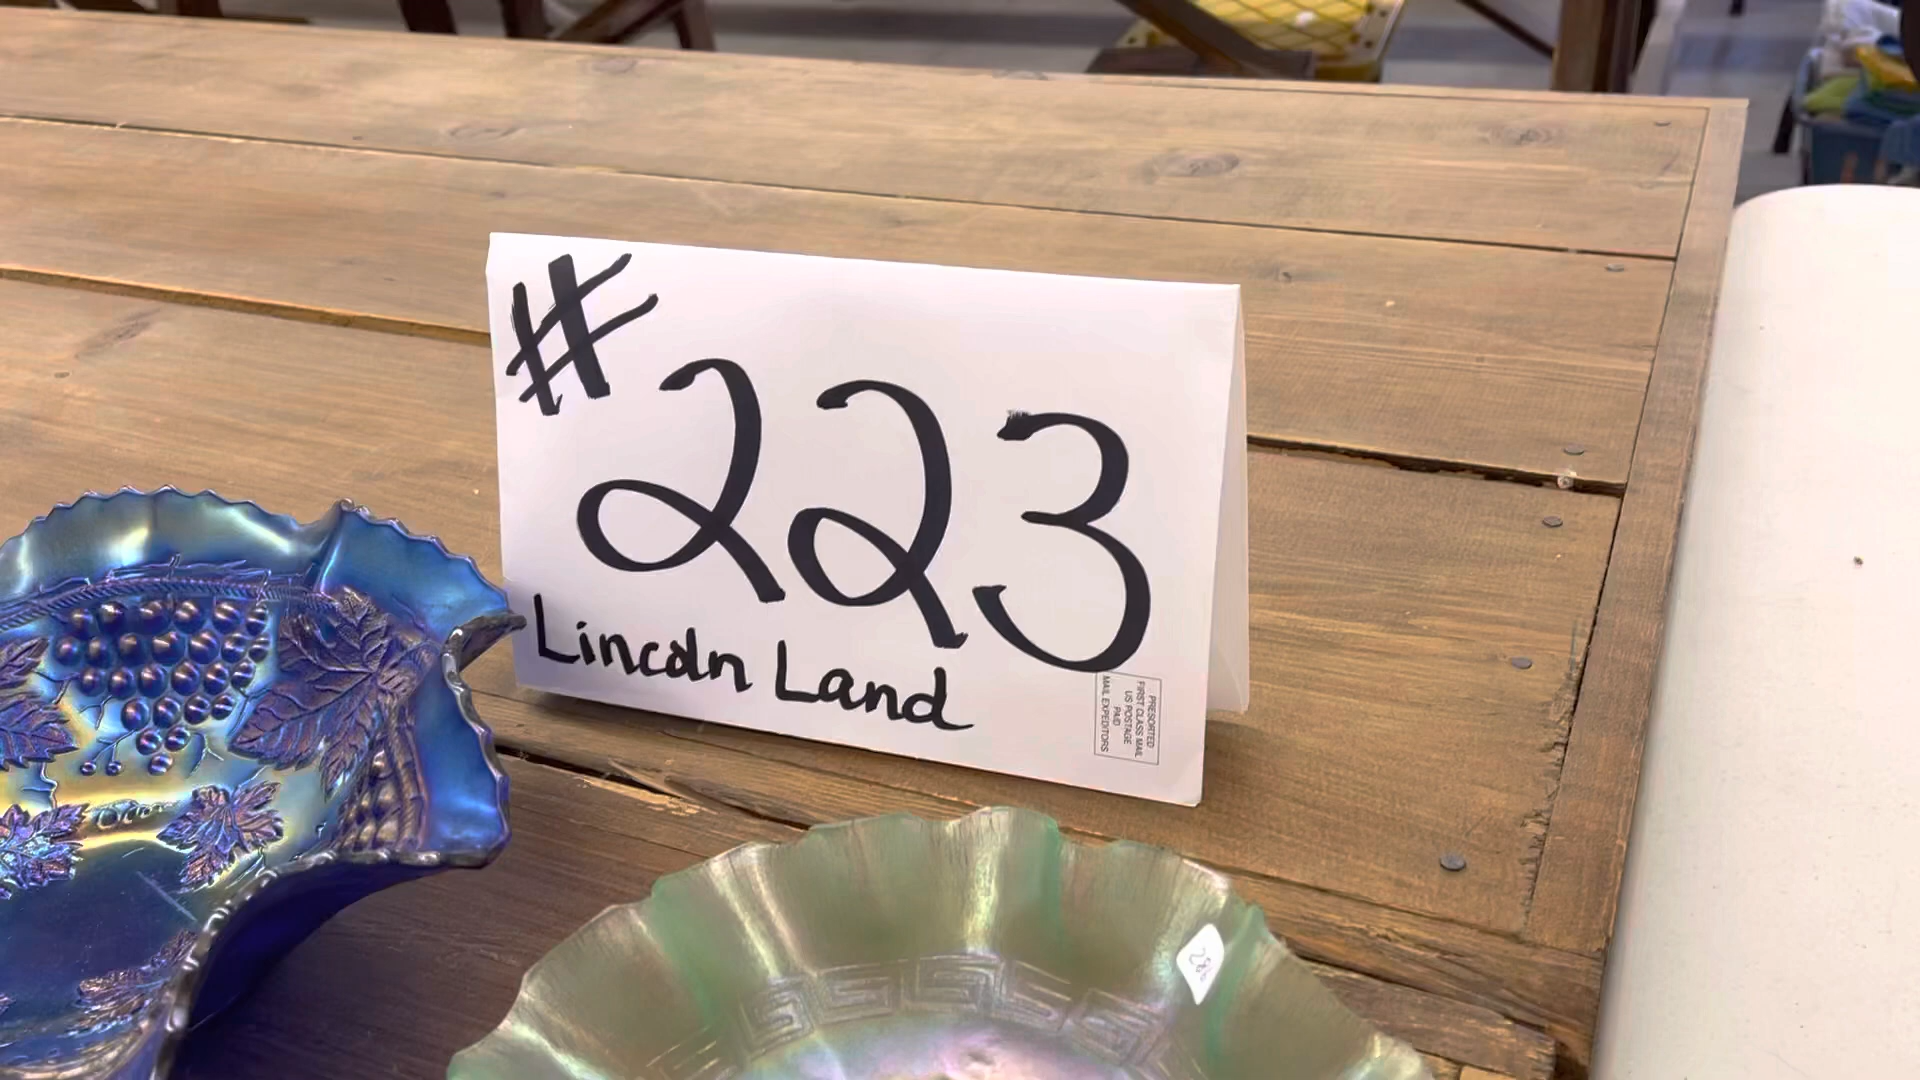 # 223
Lincoln Land
PRESORTED
FIRST CLASS MAIL
US POSTAGE
PAID
MAIL EXPEDITORS